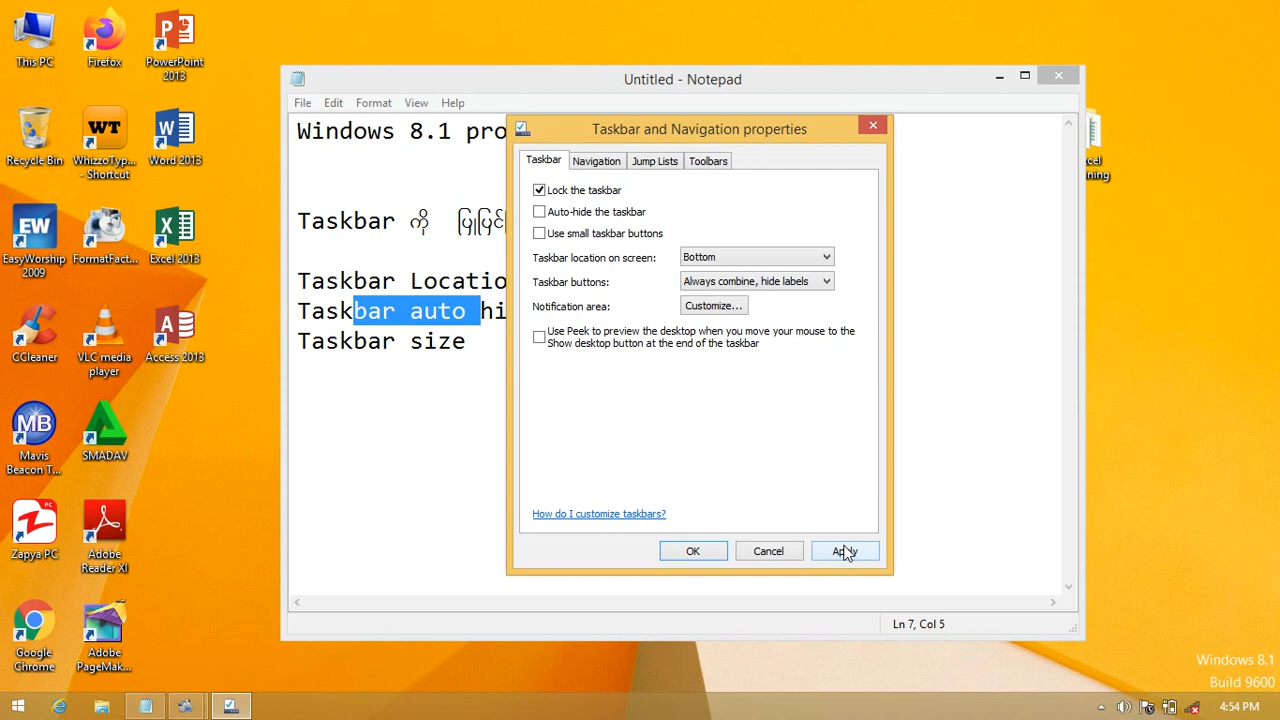 This PC
Firefox
PowerPoint 2013
Recycle Bin
WhizzoTyp... - Shortcut
Word 2013
EasyWorship 2009
FormatFact...
Excel 2013
CCleaner
VLC media player
Access 2013
Mavis Beacon T...
SMADAV
Zapya PC
Adobe Reader XI
Google Chrome
Adobe PageMak...
Untitled - Notepad
File Edit Format View Help
Windows 8.1 pro
Taskbar ကို
Taskbar Locatio
Taskbar auto hi
Taskbar size
Ln 7, Col 5
Taskbar and Navigation properties
Taskbar Navigation Jump Lists Toolbars
Lock the taskbar
Auto-hide the taskbar
Use small taskbar buttons
Taskbar location on screen: Bottom
Taskbar buttons: Always combine, hide labels
Notification area: Customize...
Use Peek to preview the desktop when you move your mouse to the
Show desktop button at the end of the taskbar
How do I customize taskbars?
OK Cancel Apply
Windows 8.1
Build 9600
4:54 PM